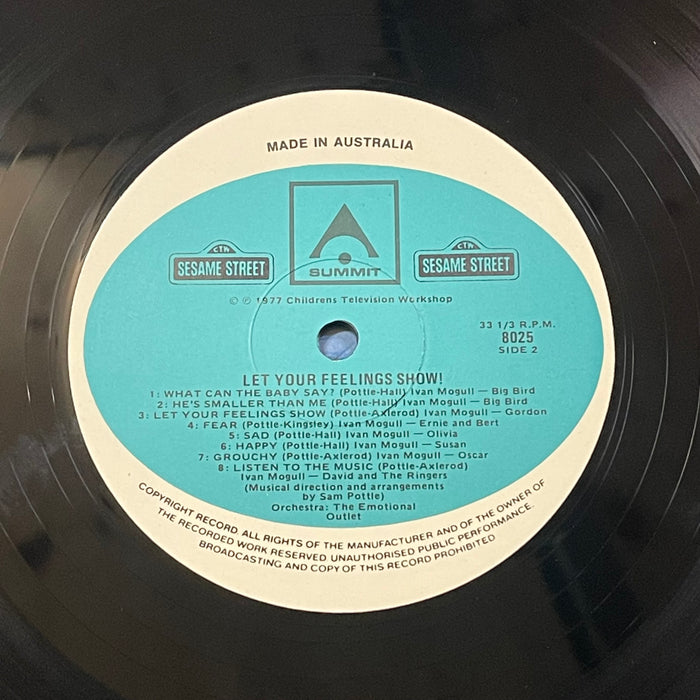 MADE IN AUSTRALIA
SUMMIT
CTW
SESAME STREET
CTW
SESAME STREET
© ℗ 1977 Childrens Television Workshop
33 1/3 R.P.M.
8025
SIDE 2
LET YOUR FEELINGS SHOW!
1: WHAT CAN THE BABY SAY? (Pottle-Hall) Ivan Mogull — Big Bird
2: HE'S SMALLER THAN ME (Pottle-Hall) Ivan Mogull — Big Bird
3: LET YOUR FEELINGS SHOW (Pottle-Axlerod) Ivan Mogull — Gordon
4: FEAR (Pottle-Kingsley) Ivan Mogull — Ernie and Bert
5: SAD (Pottle-Hall) Ivan Mogull — Olivia
6: HAPPY (Pottle-Hall) Ivan Mogull — Susan
7: GROUCHY (Pottle-Axlerod) Ivan Mogull — Oscar
8: LISTEN TO THE MUSIC (Pottle-Axlerod)
Ivan Mogull — David and The Ringers
(Musical direction and arrangements
by Sam Pottle)
Orchestra: The Emotional
Outlet
COPYRIGHT RECORD ALL RIGHTS OF THE MANUFACTURER AND OF THE OWNER OF
THE RECORDED WORK RESERVED UNAUTHORISED PUBLIC PERFORMANCE.
BROADCASTING AND COPY OF THIS RECORD PROHIBITED